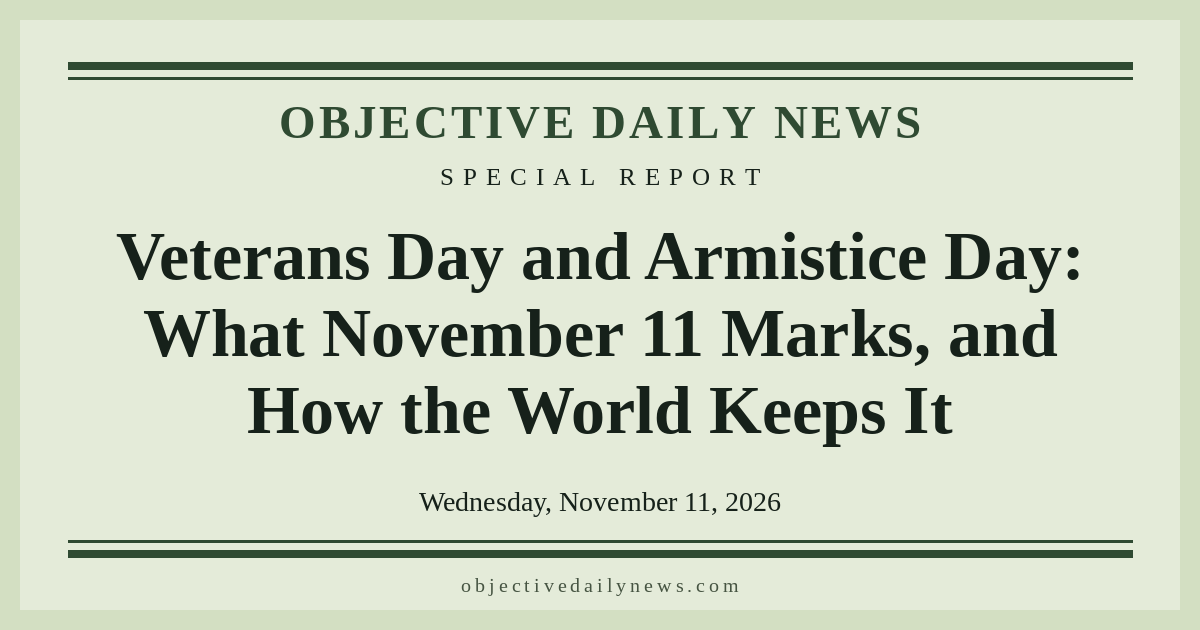 OBJECTIVE DAILY NEWS
SPECIAL REPORT
Veterans Day and Armistice Day:
What November 11 Marks, and
How the World Keeps It
Wednesday, November 11, 2026
objectivedailynews.com